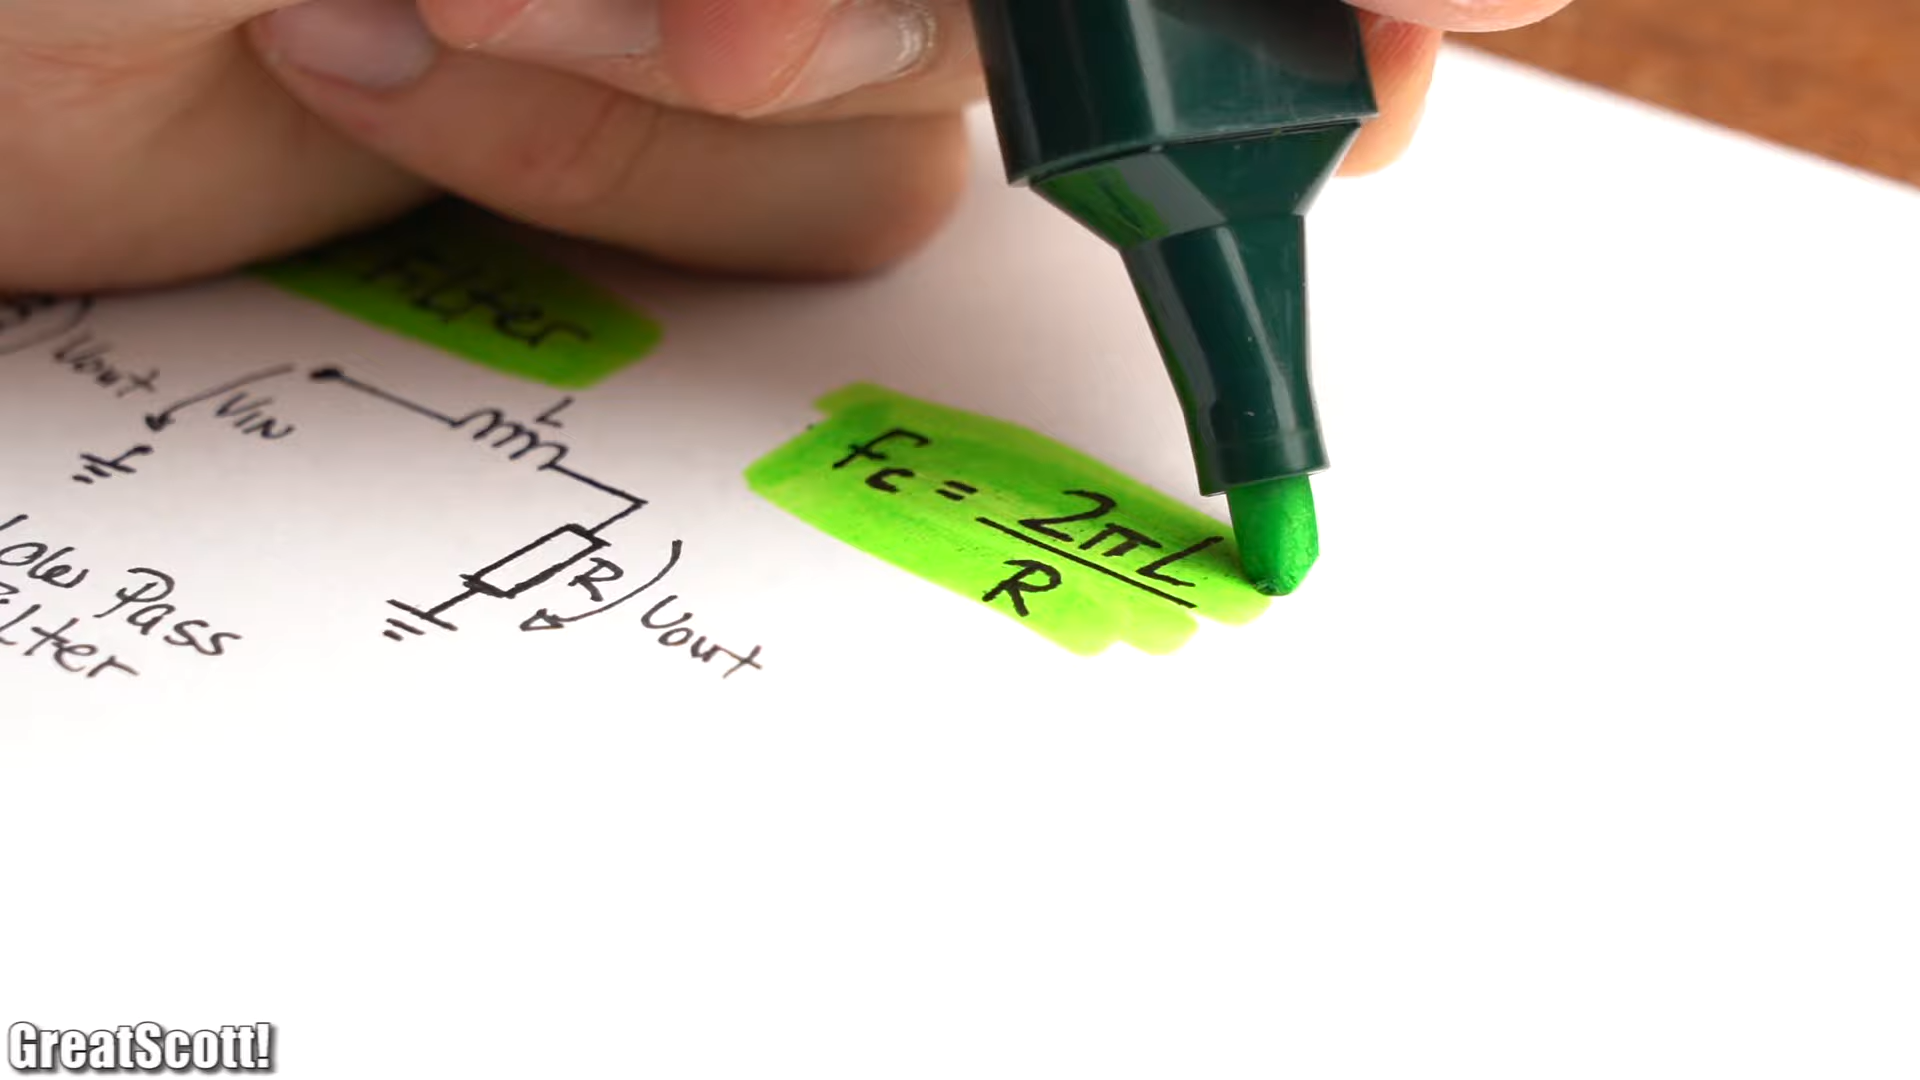 Filter
Vout
VIN
L
R
Vout
Low Pass
Filter
Fc = 2πL
R
GreatScott!